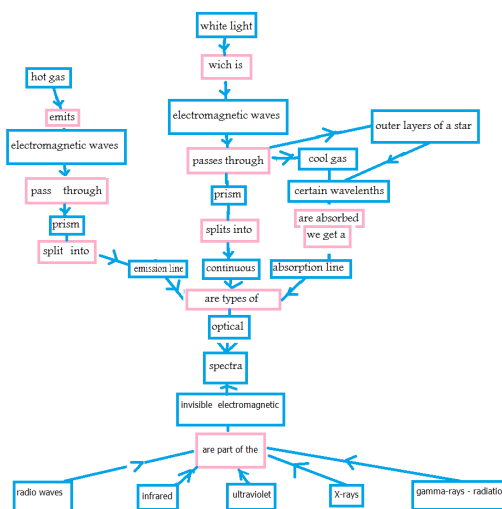 white light
wich is
hot gas
emits
electromagnetic waves
electromagnetic waves
outer layers of a star
passes through
cool gas
pass through
prism
certain wavelenths
prism
splits into
are absorbed
we get a
split into
emission line
continuous
absorption line
are types of
optical
spectra
invisible electromagnetic
are part of the
radio waves
infrared
ultraviolet
X-rays
gamma-rays - radiatio